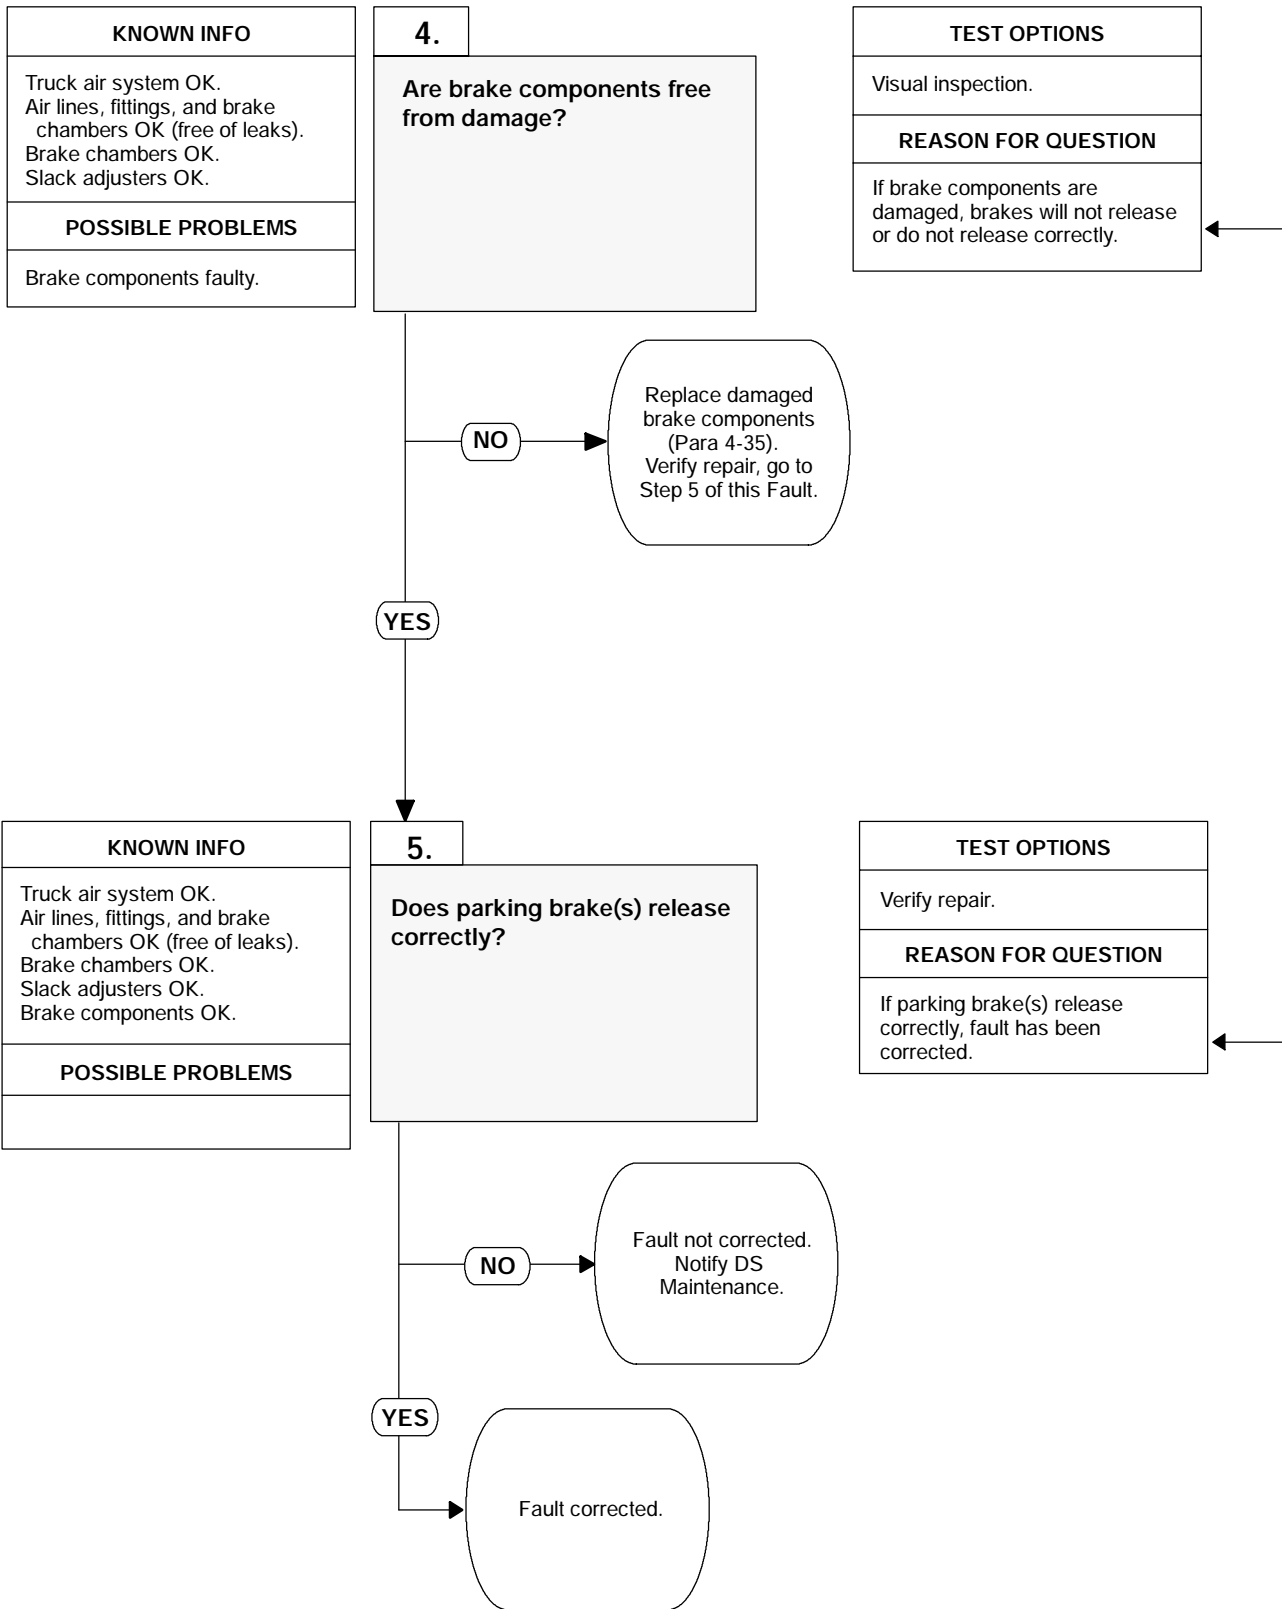 KNOWN INFO
Truck air system OK.
Air lines, fittings, and brake
chambers OK (free of leaks).
Brake chambers OK.
Slack adjusters OK.
POSSIBLE PROBLEMS
Brake components faulty.
4.
Are brake components free
from damage?
TEST OPTIONS
Visual inspection.
REASON FOR QUESTION
If brake components are
damaged, brakes will not release
or do not release correctly.
NO
Replace damaged
brake components
(Para 4-35).
Verify repair, go to
Step 5 of this Fault.
YES
KNOWN INFO
Truck air system OK.
Air lines, fittings, and brake
chambers OK (free of leaks).
Brake chambers OK.
Slack adjusters OK.
Brake components OK.
POSSIBLE PROBLEMS
5.
Does parking brake(s) release
correctly?
TEST OPTIONS
Verify repair.
REASON FOR QUESTION
If parking brake(s) release
correctly, fault has been
corrected.
NO
Fault not corrected.
Notify DS
Maintenance.
YES
Fault corrected.